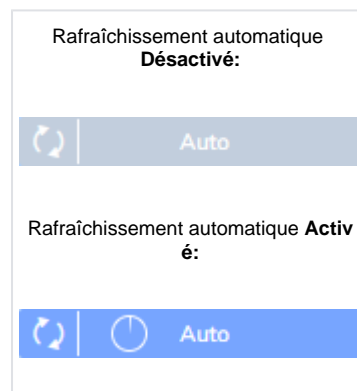 Rafraîchissement automatique
Désactivé:
Auto
Rafraîchissement automatique Activ
é:
Auto